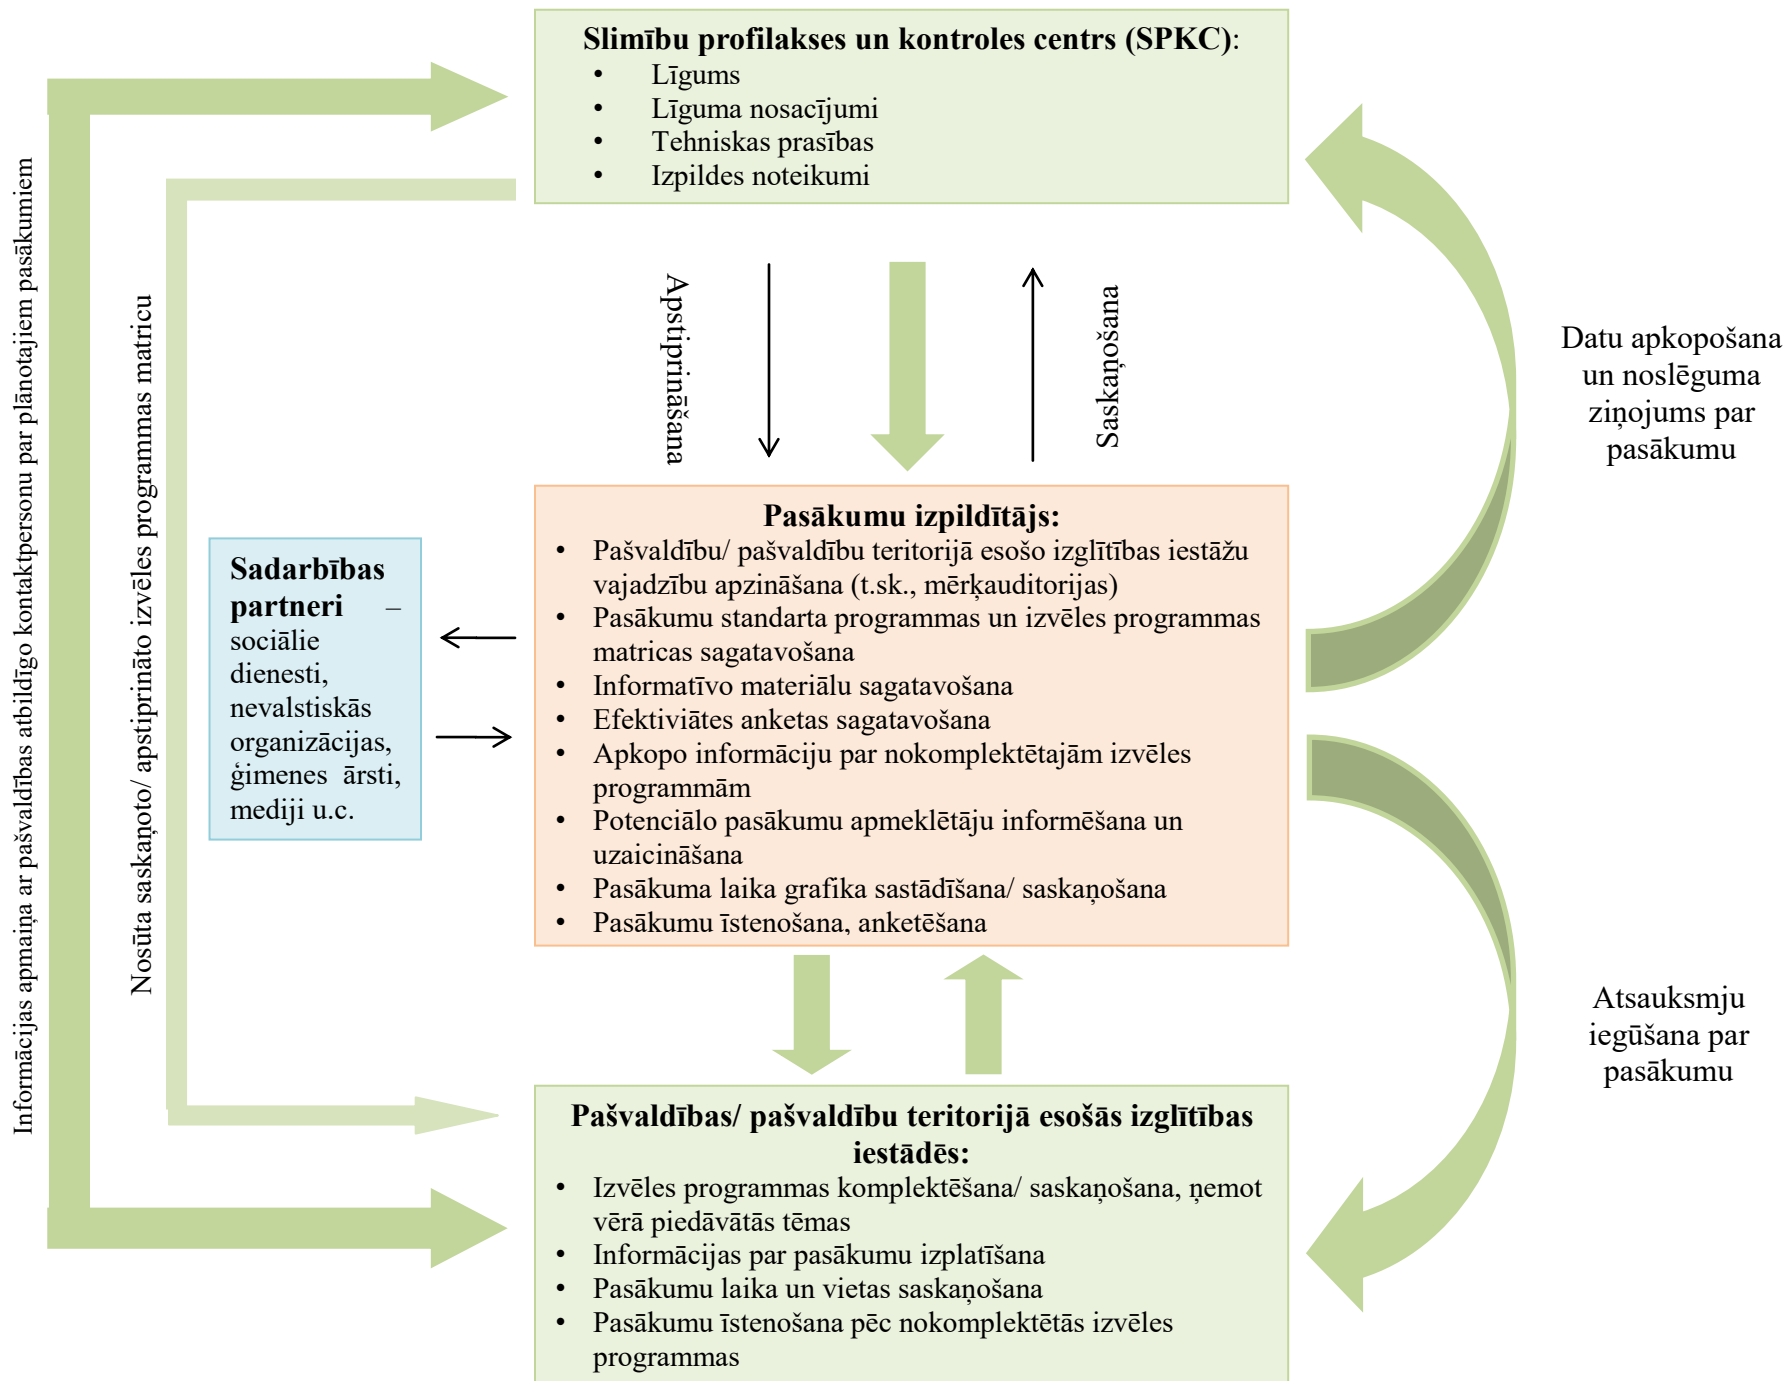 Slimību profilakses un kontroles centrs (SPKC):
• Līgums
• Līguma nosacījumi
• Tehniskas prasības
• Izpildes noteikumi
Informācijas apmaiņa ar pašvaldības atbildīgo kontaktpersonu par plānotajiem pasākumiem
Nosūta saskaņoto/ apstiprināto izvēles programmas matricu
Apstiprināšana
Saskaņošana
Datu apkopošana
un noslēguma
ziņojums par
pasākumu
Sadarbības
partneri –
sociālie
dienesti,
nevalstiskās
organizācijas,
ģimenes ārsti,
mediji u.c.
Pasākumu izpildītājs:
• Pašvaldību/ pašvaldību teritorijā esošo izglītības iestāžu
vajadzību apzināšana (t.sk., mērķauditorijas)
• Pasākumu standarta programmas un izvēles programmas
matricas sagatavošana
• Informatīvo materiālu sagatavošana
• Efektiviātes anketas sagatavošana
• Apkopo informāciju par nokomplektētajām izvēles
programmām
• Potenciālo pasākumu apmeklētāju informēšana un
uzaicināšana
• Pasākuma laika grafika sastādīšana/ saskaņošana
• Pasākumu īstenošana, anketēšana
Atsauksmju
iegūšana par
pasākumu
Pašvaldības/ pašvaldību teritorijā esošās izglītības
iestādēs:
• Izvēles programmas komplektēšana/ saskaņošana, ņemot
vērā piedāvātās tēmas
• Informācijas par pasākumu izplatīšana
• Pasākumu laika un vietas saskaņošana
• Pasākumu īstenošana pēc nokomplektētās izvēles
programmas